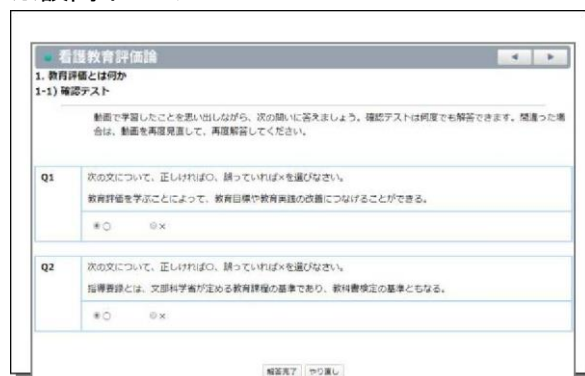 看護教育評価論
1. 教育評価とは何か
1-1) 確認テスト
動画で学習したことを思い出しながら、次の問いに答えましょう。確認テストは何度でも解答できます。間違った場
合は、動画を再度見直して、再度解答してください。
Q1 次の文について、正しければ○、誤っていれば×を選びなさい。
教育評価を学ぶことによって、教育目標や教育実践の改善につなげることができる。
○ ×
Q2 次の文について、正しければ○、誤っていれば×を選びなさい。
指導要録とは、文部科学省が定める教育課程の基準であり、教科書検定の基準ともなる。
○ ×
解答完了 やり直し